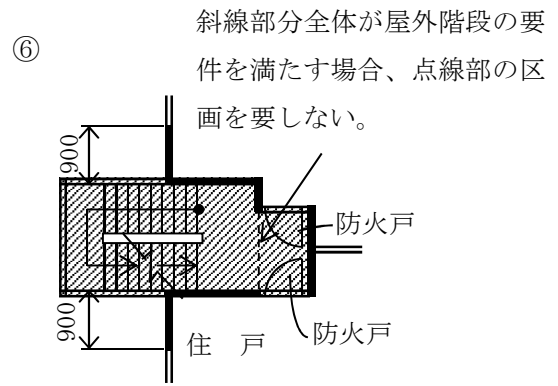 ⑥
斜線部分全体が屋外階段の要
件を満たす場合、点線部の区
画を要しない。
900
防火戸
900
住 戸
防火戸